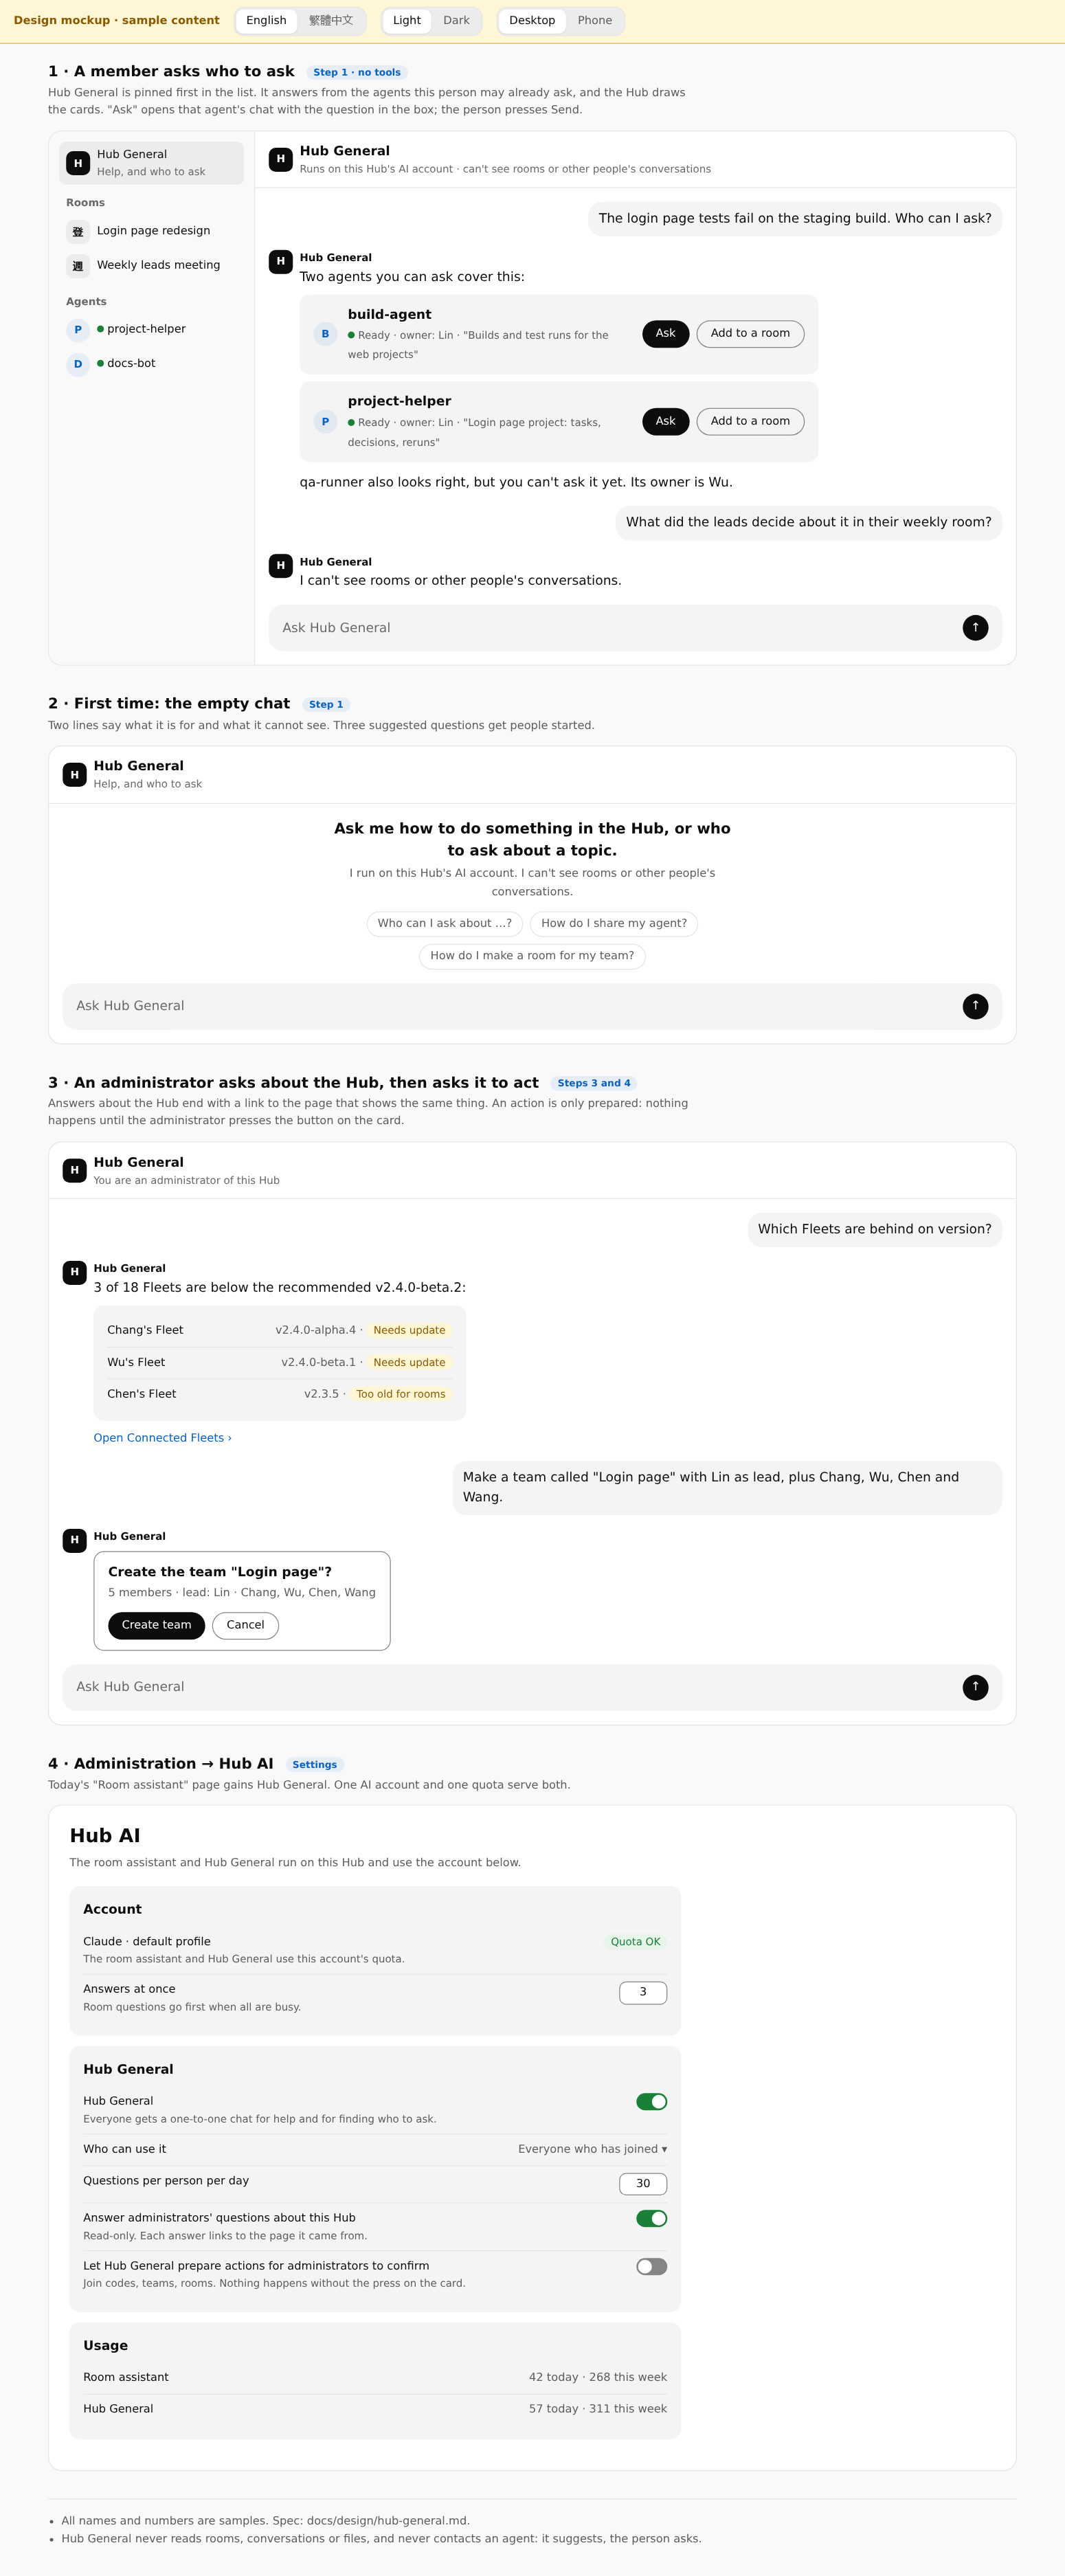 Design mockup · sample content
English
繁體中文
Light
Dark
Desktop
Phone
1 · A member asks who to ask
Step 1 · no tools
Hub General is pinned first in the list. It answers from the agents this person may already ask, and the Hub draws
the cards. "Ask" opens that agent's chat with the question in the box; the person presses Send.
H
Hub General
Help, and who to ask
Rooms
登
Login page redesign
週
Weekly leads meeting
Agents
P
project-helper
D
docs-bot
H
Hub General
Runs on this Hub's AI account · can't see rooms or other people's conversations
The login page tests fail on the staging build. Who can I ask?
H
Hub General
Two agents you can ask cover this:
B
build-agent
Ready · owner: Lin · "Builds and test runs for the
web projects"
Ask
Add to a room
P
project-helper
Ready · owner: Lin · "Login page project: tasks,
decisions, reruns"
Ask
Add to a room
qa-runner also looks right, but you can't ask it yet. Its owner is Wu.
What did the leads decide about it in their weekly room?
H
Hub General
I can't see rooms or other people's conversations.
Ask Hub General
↑
2 · First time: the empty chat
Step 1
Two lines say what it is for and what it cannot see. Three suggested questions get people started.
H
Hub General
Help, and who to ask
Ask me how to do something in the Hub, or who
to ask about a topic.
I run on this Hub's AI account. I can't see rooms or other people's
conversations.
Who can I ask about …?
How do I share my agent?
How do I make a room for my team?
Ask Hub General
↑
3 · An administrator asks about the Hub, then asks it to act
Steps 3 and 4
Answers about the Hub end with a link to the page that shows the same thing. An action is only prepared: nothing
happens until the administrator presses the button on the card.
H
Hub General
You are an administrator of this Hub
Which Fleets are behind on version?
H
Hub General
3 of 18 Fleets are below the recommended v2.4.0-beta.2:
Chang's Fleet
v2.4.0-alpha.4 · Needs update
Wu's Fleet
v2.4.0-beta.1 · Needs update
Chen's Fleet
v2.3.5 · Too old for rooms
Open Connected Fleets ›
Make a team called "Login page" with Lin as lead, plus Chang, Wu, Chen and
Wang.
H
Hub General
Create the team "Login page"?
5 members · lead: Lin · Chang, Wu, Chen, Wang
Create team
Cancel
Ask Hub General
↑
4 · Administration → Hub AI
Settings
Today's "Room assistant" page gains Hub General. One AI account and one quota serve both.
Hub AI
The room assistant and Hub General run on this Hub and use the account below.
Account
Claude · default profile
Quota OK
The room assistant and Hub General use this account's quota.
Answers at once
3
Room questions go first when all are busy.
Hub General
Hub General
Everyone gets a one-to-one chat for help and for finding who to ask.
Who can use it
Everyone who has joined ▾
Questions per person per day
30
Answer administrators' questions about this Hub
Read-only. Each answer links to the page it came from.
Let Hub General prepare actions for administrators to confirm
Join codes, teams, rooms. Nothing happens without the press on the card.
Usage
Room assistant
42 today · 268 this week
Hub General
57 today · 311 this week
• All names and numbers are samples. Spec: docs/design/hub-general.md.
• Hub General never reads rooms, conversations or files, and never contacts an agent: it suggests, the person asks.